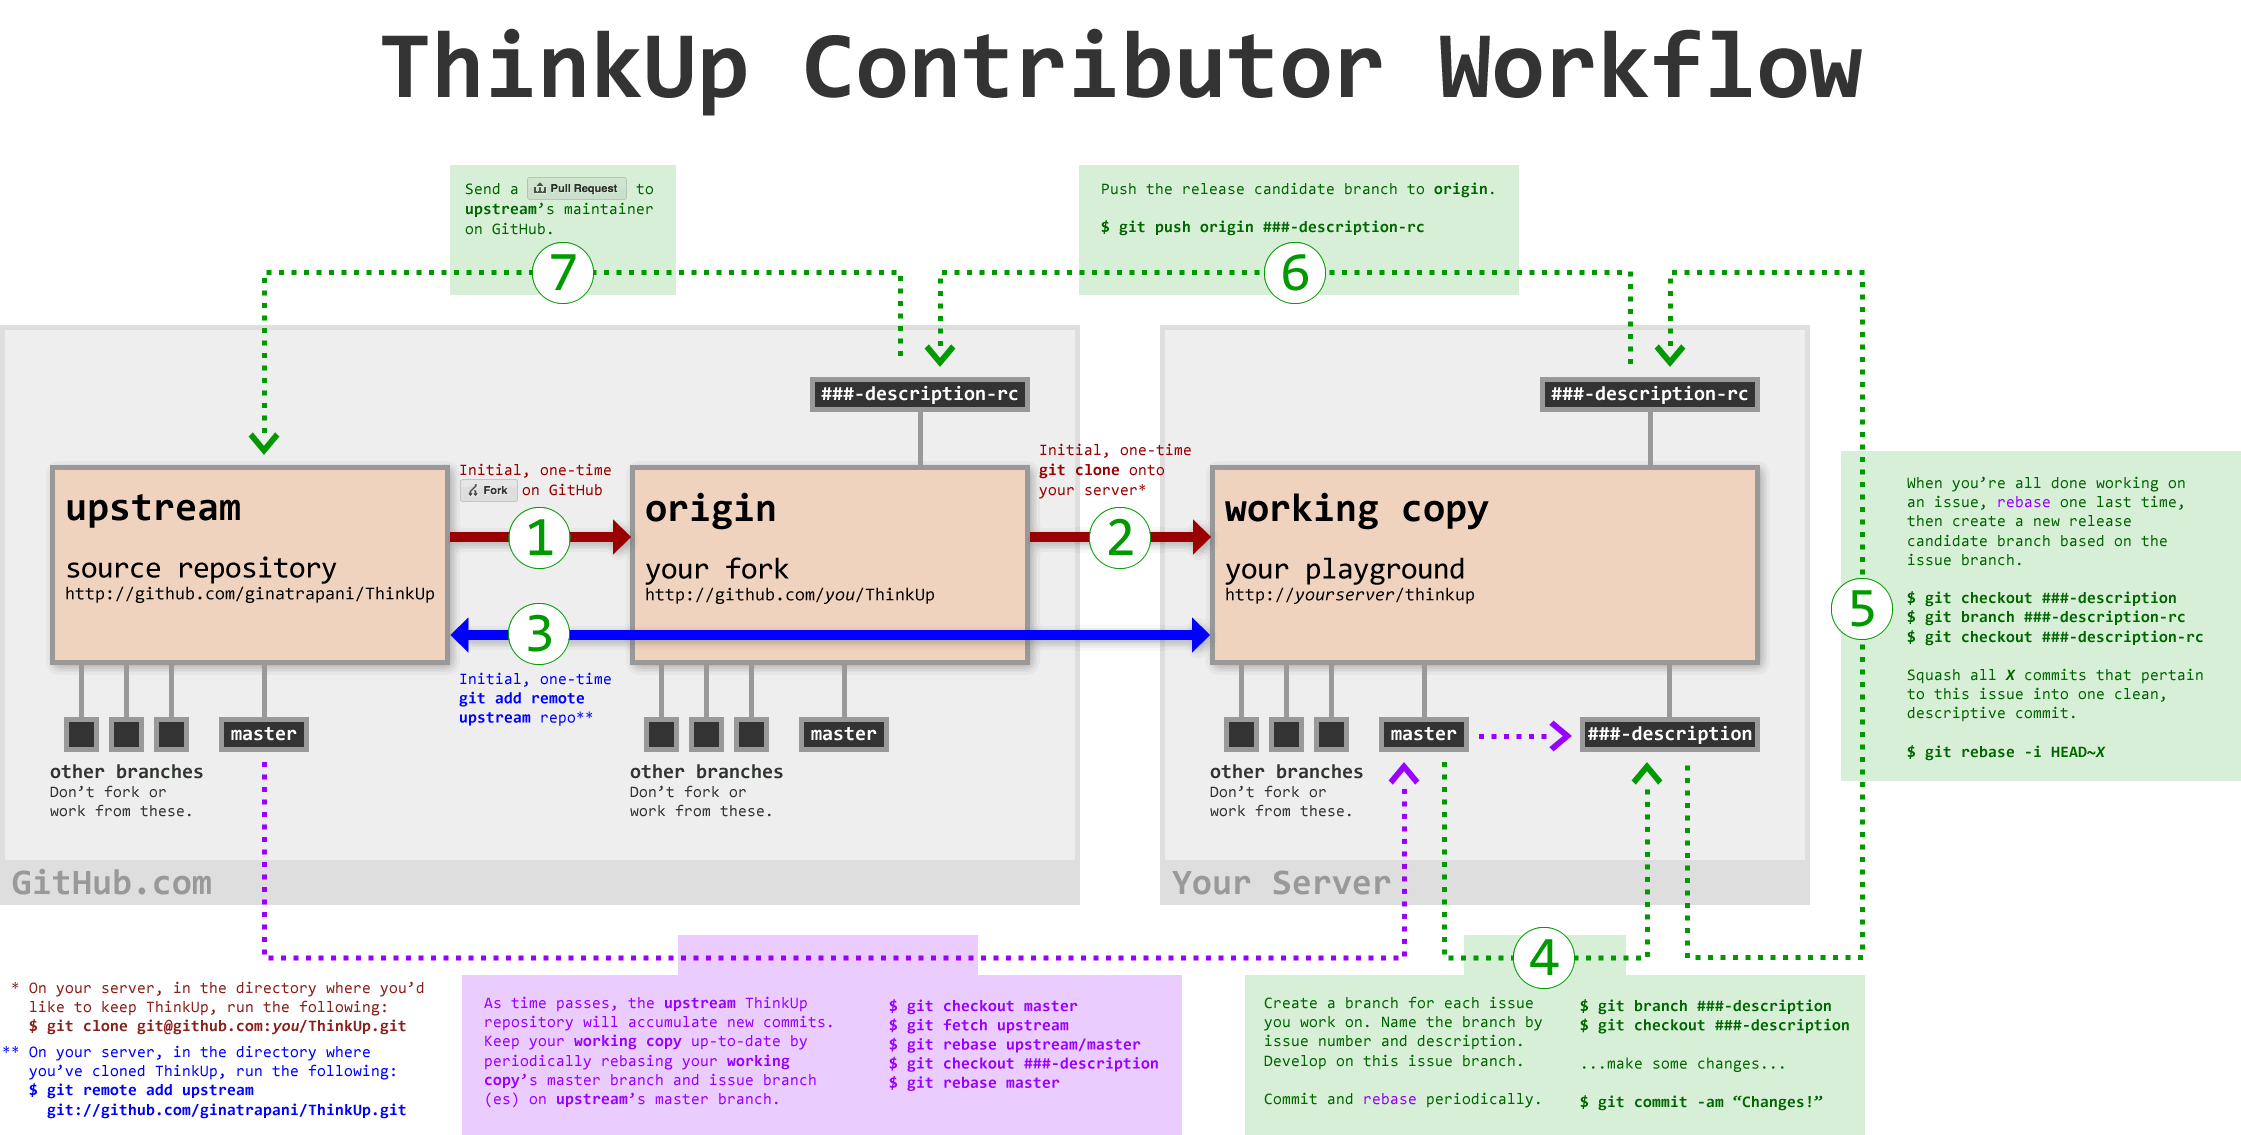 ThinkUp Contributor Workflow
Send a Pull Request to
upstream’s maintainer
on GitHub.
7
Push the release candidate branch to origin.
$ git push origin ###-description-rc
6
###-description-rc
###-description-rc
upstream
source repository
http://github.com/ginatrapani/ThinkUp
Initial, one-time
Fork on GitHub
1
origin
your fork
http://github.com/you/ThinkUp
Initial, one-time
git clone onto
your server*
2
working copy
your playground
http://yourserver/thinkup
3
Initial, one-time
git add remote
upstream repo**
When you’re all done working on
an issue, rebase one last time,
then create a new release
candidate branch based on the
issue branch.
$ git checkout ###-description
$ git branch ###-description-rc
$ git checkout ###-description-rc
Squash all X commits that pertain
to this issue into one clean,
descriptive commit.
$ git rebase -i HEAD~X
5
master
other branches
Don’t fork or
work from these.
master
other branches
Don’t fork or
work from these.
master
###-description
other branches
Don’t fork or
work from these.
GitHub.com
Your Server
4
* On your server, in the directory where you’d
like to keep ThinkUp, run the following:
$ git clone git@github.com:you/ThinkUp.git
** On your server, in the directory where
you’ve cloned ThinkUp, run the following:
$ git remote add upstream
git://github.com/ginatrapani/ThinkUp.git
As time passes, the upstream ThinkUp
repository will accumulate new commits.
Keep your working copy up-to-date by
periodically rebasing your working
copy’s master branch and issue branch
(es) on upstream’s master branch.
$ git checkout master
$ git fetch upstream
$ git rebase upstream/master
$ git checkout ###-description
$ git rebase master
Create a branch for each issue
you work on. Name the branch by
issue number and description.
Develop on this issue branch.
Commit and rebase periodically.
$ git branch ###-description
$ git checkout ###-description
...make some changes...
$ git commit -am “Changes!”